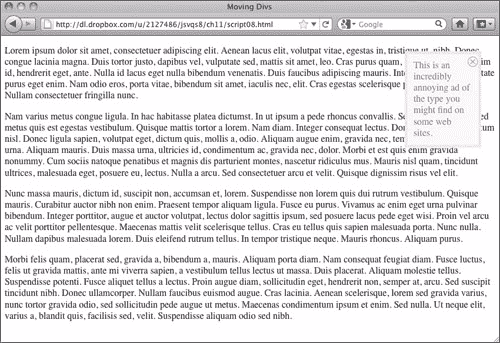 Moving Divs
http://dl.dropbox.com/u/2127486/jsvqs8/ch11/script08.html
Google
Lorem ipsum dolor sit amet, consectetuer adipiscing elit. Aenean lacus elit, volutpat vitae, egestas in, tristique ut, nibh. Donec
congue lacinia magna. Duis tortor justo, dapibus vel, vulputate sed, mattis sit amet, leo. Cras purus quam,
id, hendrerit eget, ante. Nulla id lacus eget nulla bibendum venenatis. Duis faucibus adipiscing mauris. Integer
purus eget enim. Nam odio eros, porta vitae, bibendum sit amet, iaculis nec, elit. Cras egestas scelerisque
Nullam consectetuer fringilla nunc.
This is an
incredibly
annoying ad of
the type you
might find on
some web
sites.
Nam varius metus congue ligula. In hac habitasse platea dictumst. In ut ipsum a pede rhoncus convallis. Sed
metus quis est egestas vestibulum. Quisque mattis tortor a lorem. Nam diam. Integer consequat lectus.
nisl. Donec ligula sapien, volutpat eget, dictum quis, mollis a, odio. Aliquam augue enim, gravida nec,
urna. Aliquam mauris. Duis massa urna, ultricies id, condimentum ac, gravida nec, dolor. Morbi et est quis enim gravida
nonummy. Cum sociis natoque penatibus et magnis dis parturient montes, nascetur ridiculus mus. Mauris nisl quam, tincidunt
ultrices, malesuada eget, posuere eu, lectus. Nulla a arcu. Sed consectetuer arcu et velit. Quisque dignissim risus vel elit.
Nunc massa mauris, dictum id, suscipit non, accumsan et, lorem. Suspendisse non lorem quis dui rutrum vestibulum. Quisque
mauris. Curabitur auctor nibh non enim. Praesent tempor aliquam ligula. Fusce eu purus. Vivamus ac enim eget urna pulvinar
bibendum. Integer porttitor, augue et auctor volutpat, lectus dolor sagittis ipsum, sed posuere lacus pede eget wisi. Proin vel arcu
ac velit porttitor pellentesque. Maecenas mattis velit scelerisque tellus. Cras eu tellus quis sapien malesuada porta. Nunc nulla.
Nullam dapibus malesuada lorem. Duis eleifend rutrum tellus. In tempor tristique neque. Mauris rhoncus. Aliquam purus.
Morbi felis quam, placerat sed, gravida a, bibendum a, mauris. Aliquam porta diam. Nam consequat feugiat diam. Fusce luctus,
felis ut gravida mattis, ante mi viverra sapien, a vestibulum tellus lectus ut massa. Duis placerat. Aliquam molestie tellus.
Suspendisse potenti. Fusce aliquet tellus a lectus. Proin augue diam, sollicitudin eget, hendrerit non, semper at, arcu. Sed suscipit
tincidunt nibh. Donec ullamcorper. Nullam faucibus euismod augue. Cras gravida. Aenean scelerisque, lorem sed gravida varius,
nunc tortor gravida odio, sed sollicitudin pede augue ut metus. Maecenas condimentum ipsum et enim. Sed nulla. Ut neque elit,
varius a, blandit quis, facilisis sed, velit. Suspendisse aliquam odio sed nibh.